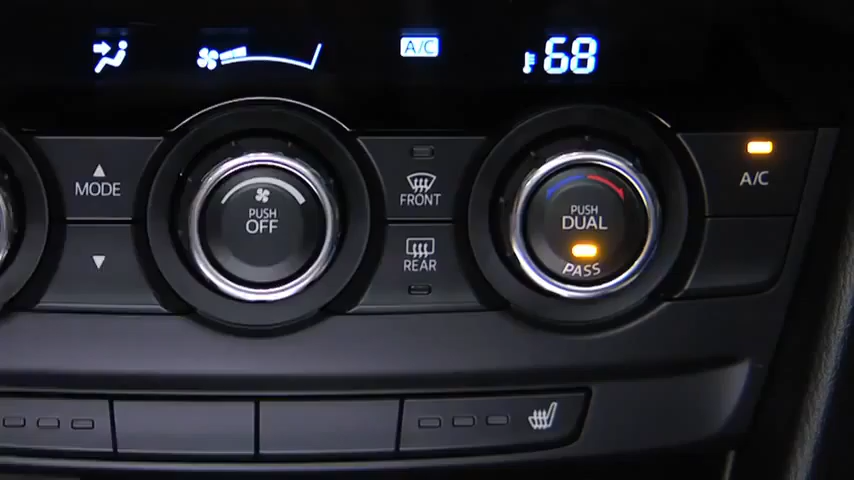 A/C
68
MODE
PUSH
OFF
FRONT
REAR
PUSH
DUAL
PASS
A/C